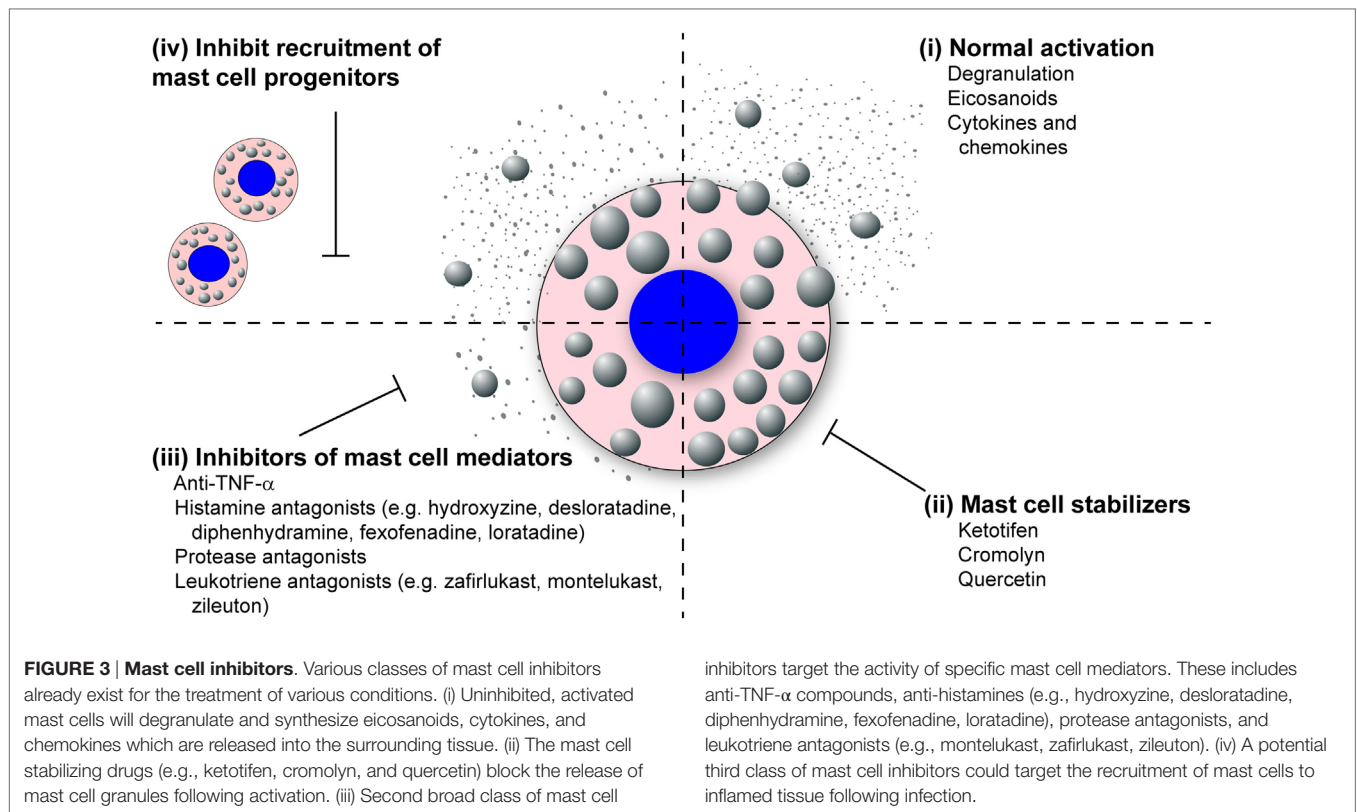 (iv) Inhibit recruitment of
mast cell progenitors
(i) Normal activation
Degranulation
Eicosanoids
Cytokines and
chemokines
(iii) Inhibitors of mast cell mediators
Anti-TNF-α
Histamine antagonists (e.g. hydroxyzine, desloratadine,
diphenhydramine, fexofenadine, loratadine)
Protease antagonists
Leukotriene antagonists (e.g. zafirlukast, montelukast,
zileuton)
(ii) Mast cell stabilizers
Ketotifen
Cromolyn
Quercetin
FIGURE 3 | Mast cell inhibitors. Various classes of mast cell inhibitors
already exist for the treatment of various conditions. (i) Uninhibited, activated
mast cells will degranulate and synthesize eicosanoids, cytokines, and
chemokines which are released into the surrounding tissue. (ii) The mast cell
stabilizing drugs (e.g., ketotifen, cromolyn, and quercetin) block the release of
mast cell granules following activation. (iii) Second broad class of mast cell
inhibitors target the activity of specific mast cell mediators. These includes
anti-TNF-α compounds, anti-histamines (e.g., hydroxyzine, desloratadine,
diphenhydramine, fexofenadine, loratadine), protease antagonists, and
leukotriene antagonists (e.g., montelukast, zafirlukast, zileuton). (iv) A potential
third class of mast cell inhibitors could target the recruitment of mast cells to
inflamed tissue following infection.